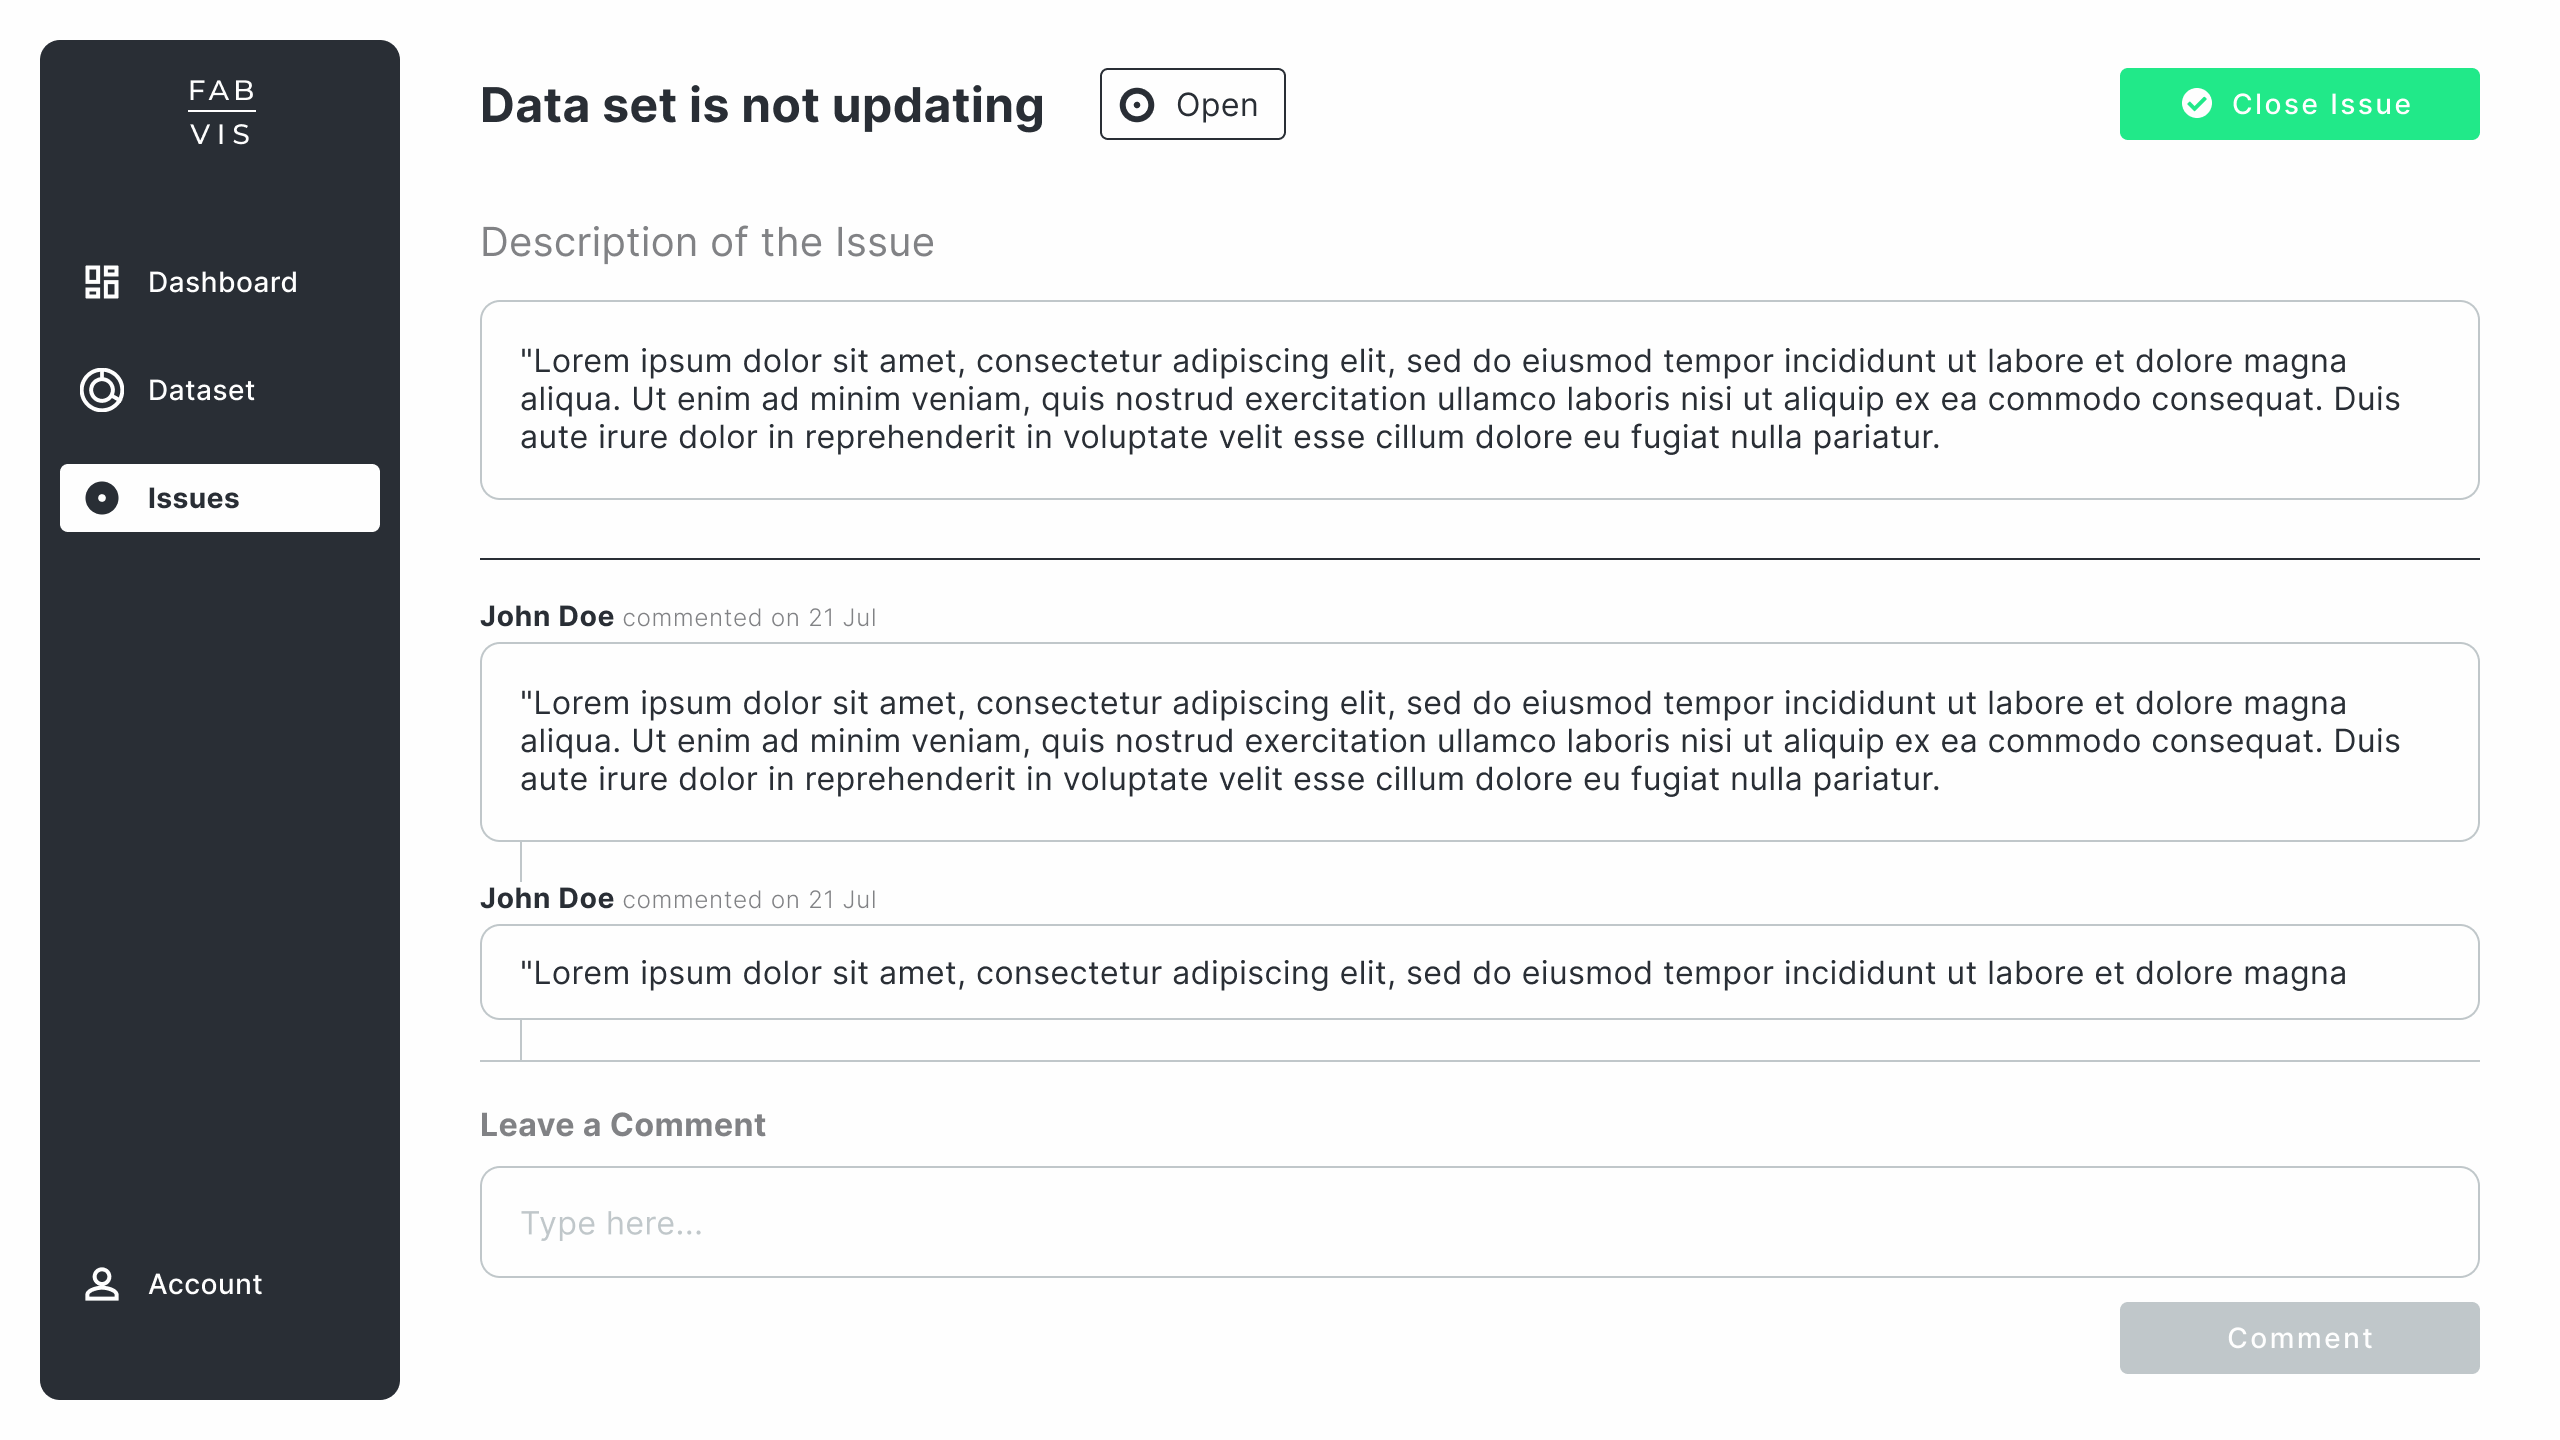 FAB
VIS
Dashboard
Dataset
Issues
Account
Data set is not updating
Open
Close Issue
Description of the Issue
"Lorem ipsum dolor sit amet, consectetur adipiscing elit, sed do eiusmod tempor incididunt ut labore et dolore magna
aliqua. Ut enim ad minim veniam, quis nostrud exercitation ullamco laboris nisi ut aliquip ex ea commodo consequat. Duis
aute irure dolor in reprehenderit in voluptate velit esse cillum dolore eu fugiat nulla pariatur.
John Doe commented on 21 Jul
"Lorem ipsum dolor sit amet, consectetur adipiscing elit, sed do eiusmod tempor incididunt ut labore et dolore magna
aliqua. Ut enim ad minim veniam, quis nostrud exercitation ullamco laboris nisi ut aliquip ex ea commodo consequat. Duis
aute irure dolor in reprehenderit in voluptate velit esse cillum dolore eu fugiat nulla pariatur.
John Doe commented on 21 Jul
"Lorem ipsum dolor sit amet, consectetur adipiscing elit, sed do eiusmod tempor incididunt ut labore et dolore magna
Leave a Comment
Type here...
Comment